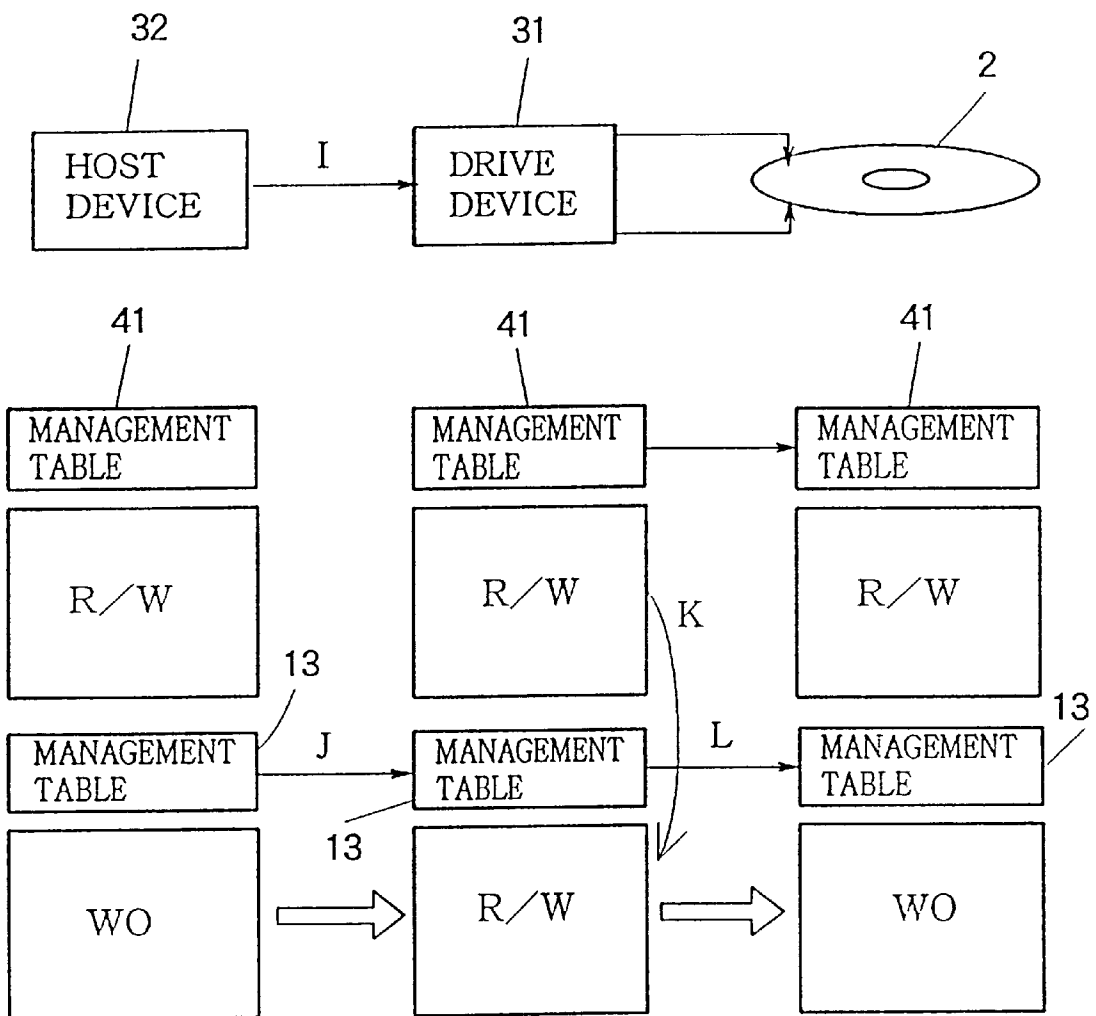 32
31
2
HOST
DEVICE
I
DRIVE
DEVICE
41
41
41
MANAGEMENT
TABLE
MANAGEMENT
TABLE
MANAGEMENT
TABLE
R/W
R/W
K
R/W
13
13
MANAGEMENT
TABLE
J
MANAGEMENT
TABLE
L
MANAGEMENT
TABLE
13
WO
R/W
WO